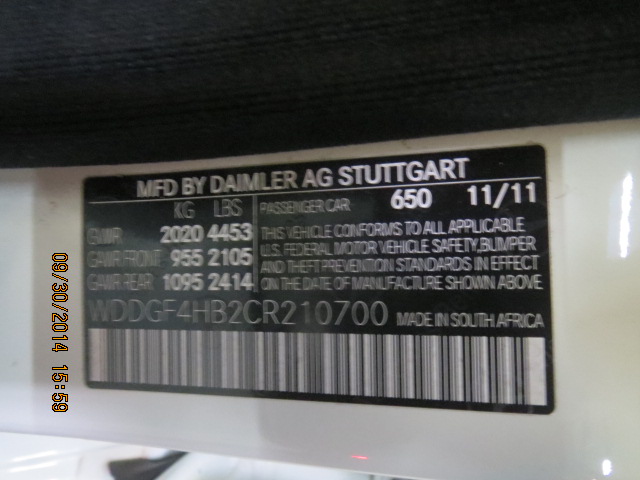 MFD BY DAIMLER AG STUTTGART
KG LBS PASSENGER CAR 650 11/11
GVWR 2020 4453 THIS VEHICLE CONFORMS TO ALL APPLICABLE
U.S. FEDERAL MOTOR VEHICLE SAFETY, BUMPER
GAWR FRONT 955 2105 AND THEFT PREVENTION STANDARDS IN EFFECT
GAWR REAR 1095 2414 ON THE DATE OF MANUFACTURE SHOWN ABOVE
WDDGF4HB2CR210700 MADE IN SOUTH AFRICA
09/30/2014 15:59